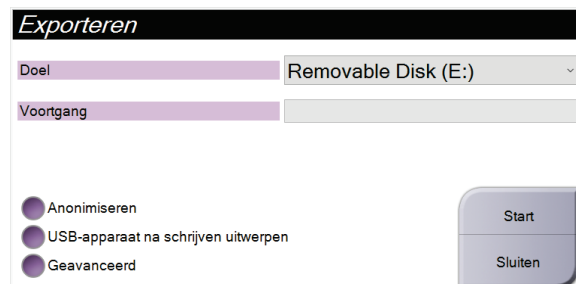 Exporteren
Doel
Removable Disk (E:)
Voortgang
Anonimiseren
USB-apparaat na schrijven uitwerpen
Geavanceerd
Start
Sluiten